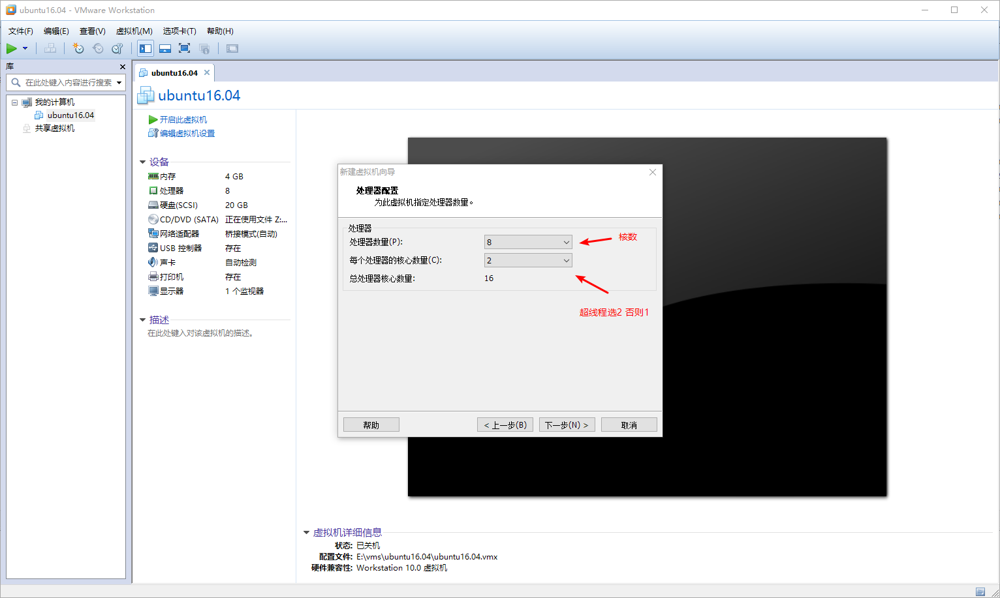 ubuntu16.04 - VMware Workstation
文件(F) 编辑(E) 查看(V) 虚拟机(M) 选项卡(T) 帮助(H)
库
在此处键入内容进行搜索
我的计算机
ubuntu16.04
共享虚拟机
ubuntu16.04
ubuntu16.04
开启此虚拟机
编辑虚拟机设置
设备
内存 4 GB
处理器 8
硬盘(SCSI) 20 GB
CD/DVD (SATA) 正在使用文件 Z:...
网络适配器 桥接模式(自动)
USB 控制器 存在
声卡 自动检测
打印机 存在
显示器 1 个监视器
描述
在此处键入对该虚拟机的描述。
新建虚拟机向导
处理器配置
为此虚拟机指定处理器数量。
处理器
处理器数量(P): 8
核数
每个处理器的核心数量(C): 2
总处理器核心数量: 16
超线程选2 否则1
帮助 < 上一步(B) 下一步(N) > 取消
虚拟机详细信息
状态: 已关机
配置文件: E:\vms\ubuntu16.04\ubuntu16.04.vmx
硬件兼容性: Workstation 10.0 虚拟机